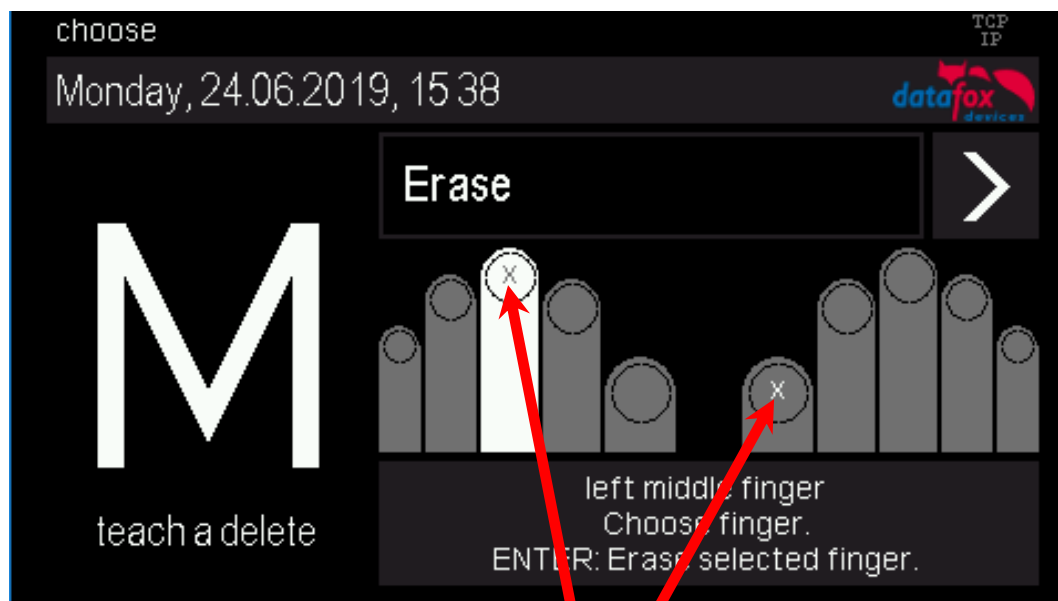 choose
TCP
IP
Monday, 24.06.2019, 15 38
datafox
devices
Erase
>
M
X
X
left middle finger
Choose finger.
ENTER: Erase selected finger.
teach a delete